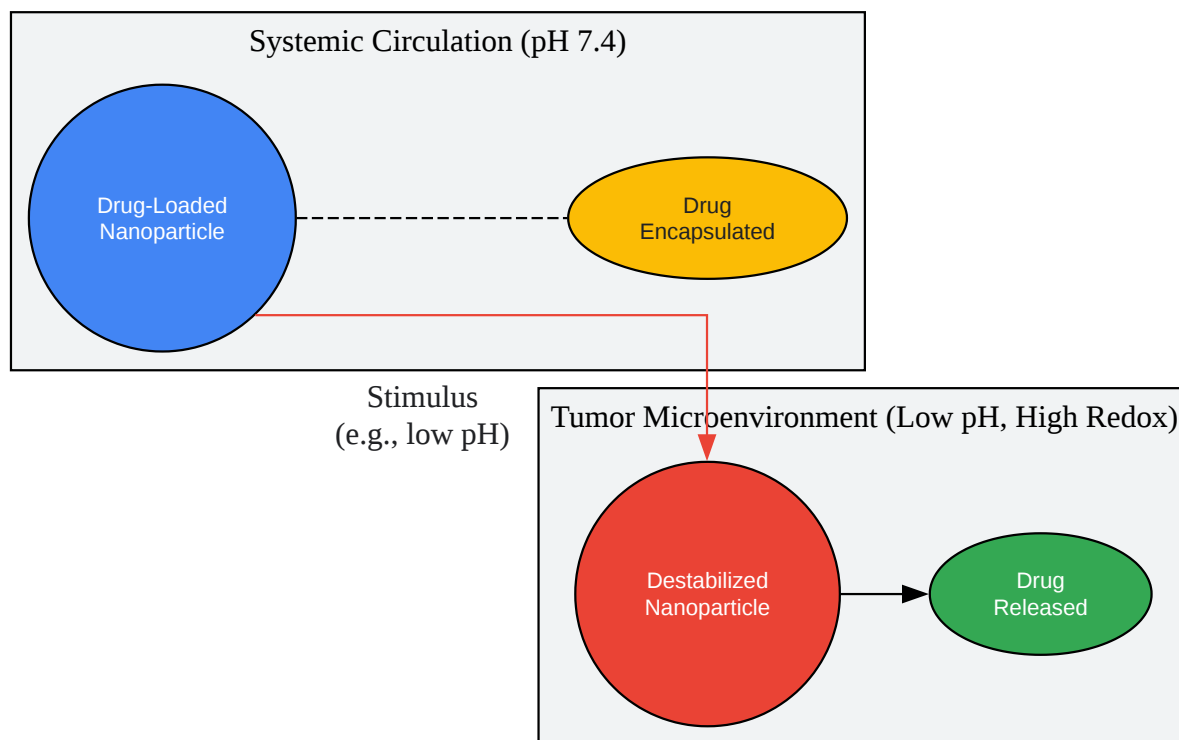 Systemic Circulation (pH 7.4)
Drug-Loaded
Nanoparticle
Drug
Encapsulated
Stimulus
(e.g., low pH)
Tumor Microenvironment (Low pH, High Redox)
Destabilized
Nanoparticle
Drug
Released